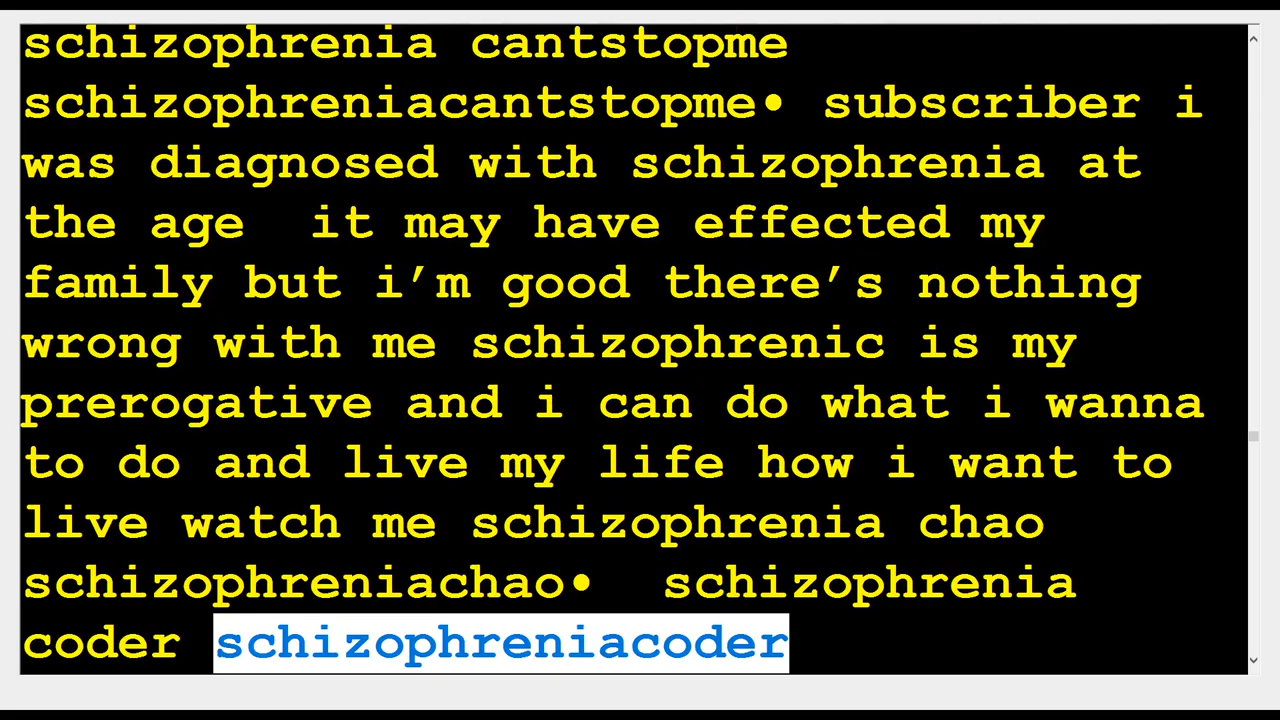 schizophrenia cantstopme
schizophreniacantstopme• subscriber i
was diagnosed with schizophrenia at
the age  it may have effected my
family but i’m good there’s nothing
wrong with me schizophrenic is my
prerogative and i can do what i wanna
to do and live my life how i want to
live watch me schizophrenia chao
schizophreniachao•  schizophrenia
coder schizophreniacoder